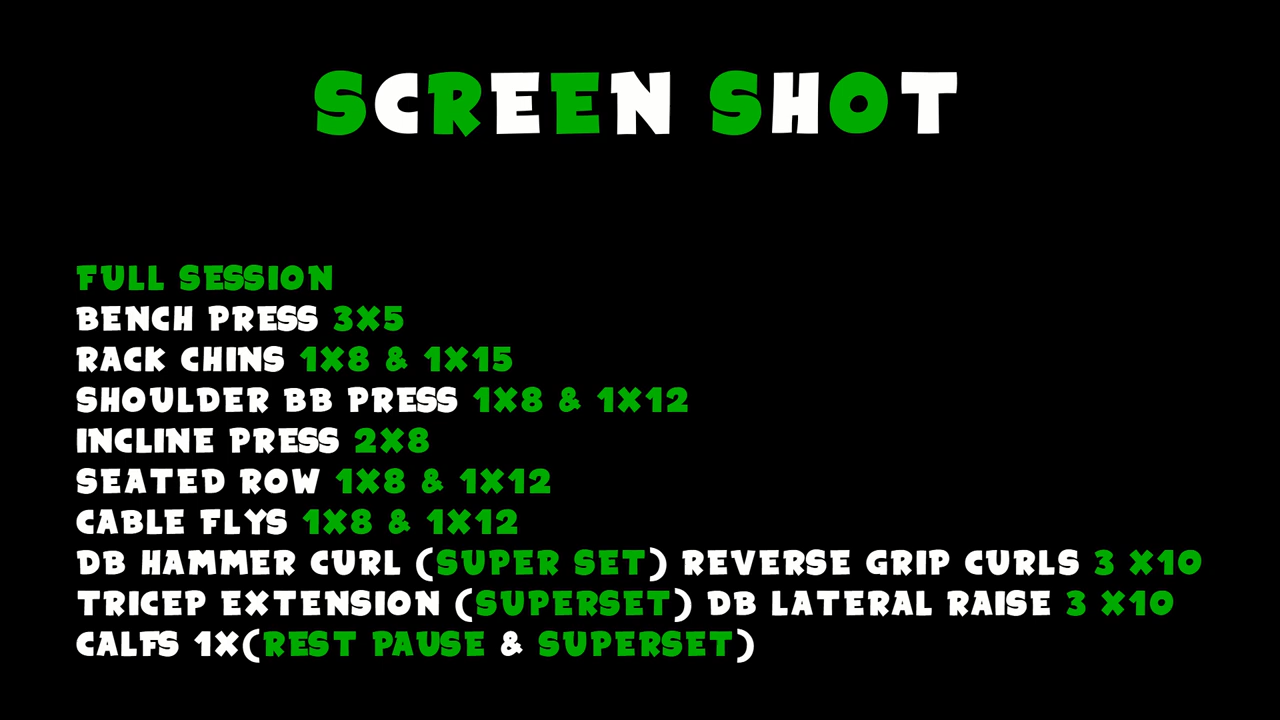 SCREEN SHOT
FULL SESSION
BENCH PRESS 3X5
RACK CHINS 1X8 & 1X15
SHOULDER BB PRESS 1X8 & 1X12
INCLINE PRESS 2X8
SEATED ROW 1X8 & 1X12
CABLE FLYS 1X8 & 1X12
DB HAMMER CURL (SUPER SET) REVERSE GRIP CURLS 3 X10
TRICEP EXTENSION (SUPERSET) DB LATERAL RAISE 3 X10
CALFS 1X(REST PAUSE & SUPERSET)